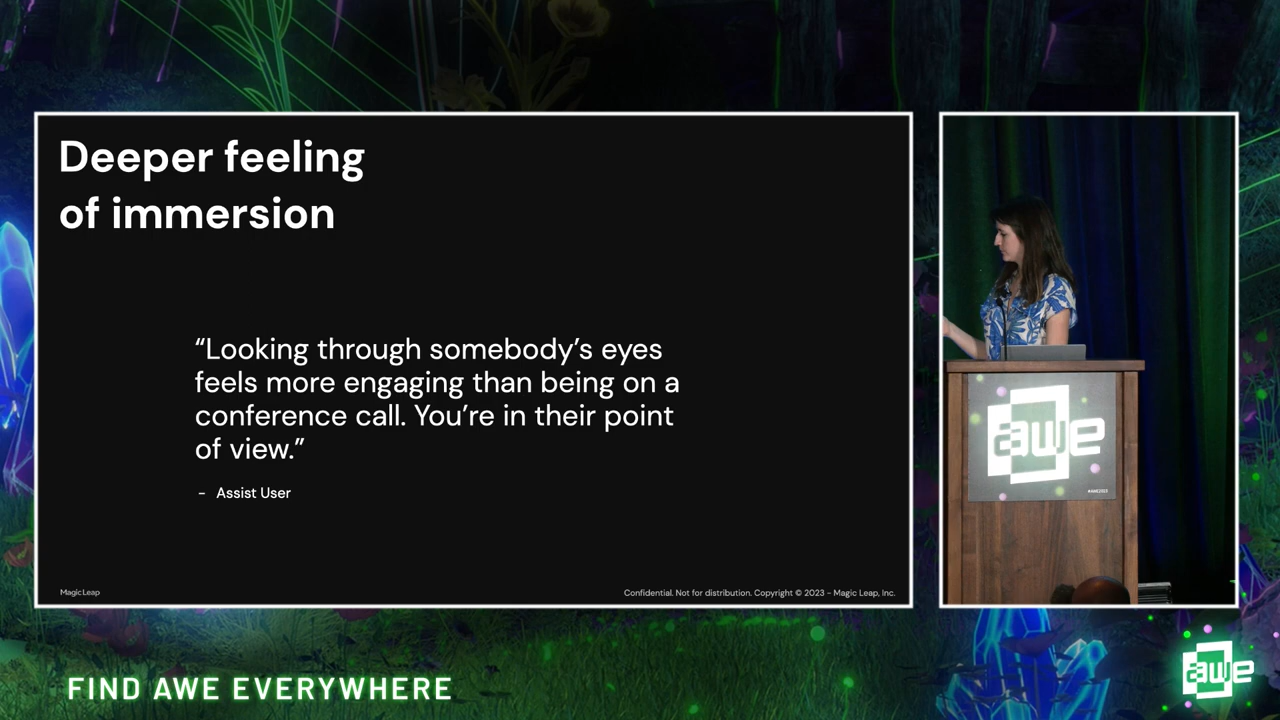 Deeper feeling
of immersion
“Looking through somebody’s eyes
feels more engaging than being on a
conference call. You’re in their point
of view.”
- Assist User
Magic Leap
Confidential. Not for distribution. Copyright © 2023 - Magic Leap, Inc.
awe
#AWE2023
FIND AWE EVERYWHERE
awe